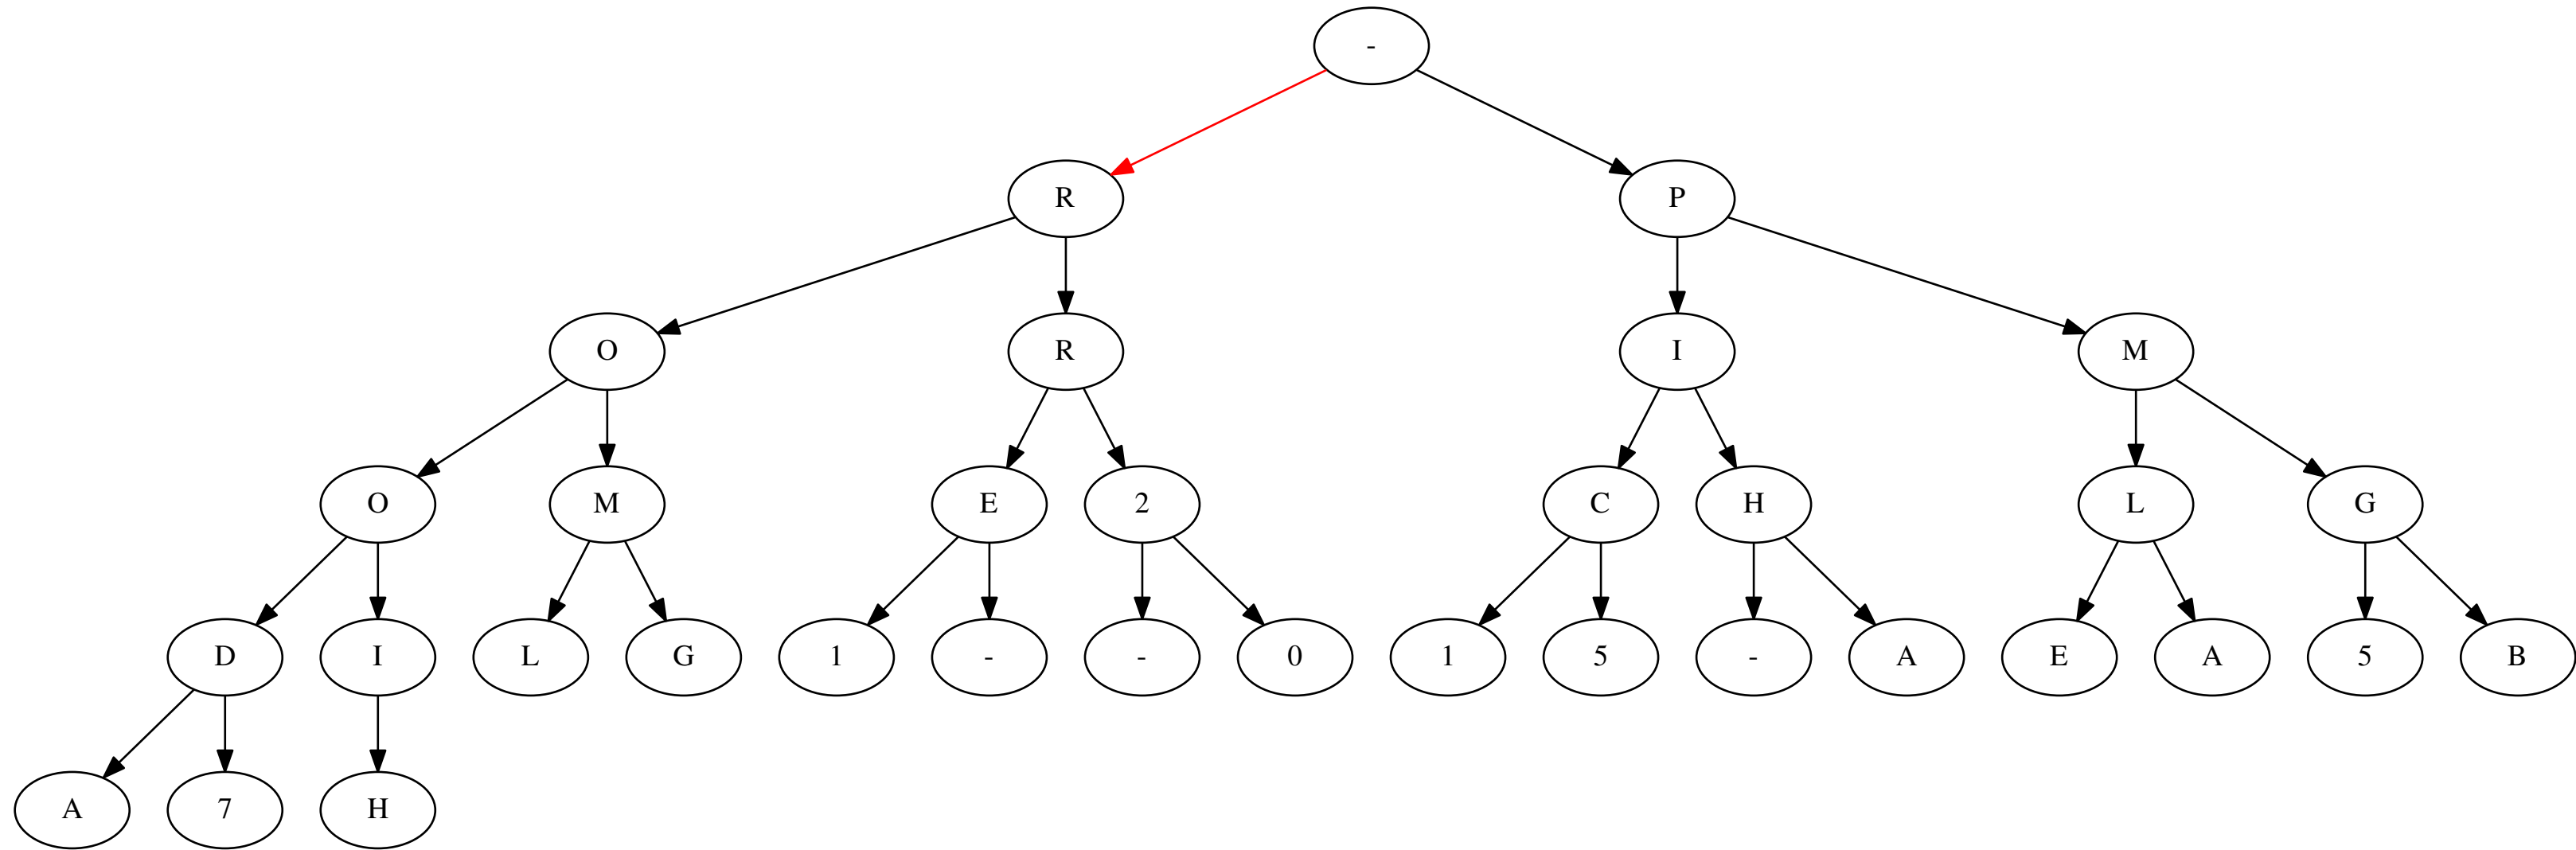 -
R P
O R I M
O M E 2 C H L G
D I L G 1 - - 0 1 5 - A E A 5 B
A 7 H